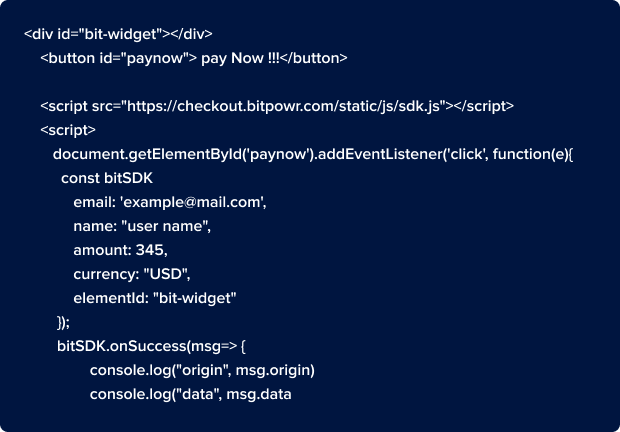 <div id="bit-widget"></div>
<button id="paynow"> pay Now !!!</button>
<script src="https://checkout.bitpowr.com/static/js/sdk.js"></script>
<script>
document.getElementById('paynow').addEventListener('click', function(e){
const bitSDK
email: 'example@mail.com',
name: "user name",
amount: 345,
currency: "USD",
elementId: "bit-widget"
});
bitSDK.onSuccess(msg=> {
console.log("origin", msg.origin)
console.log("data", msg.data